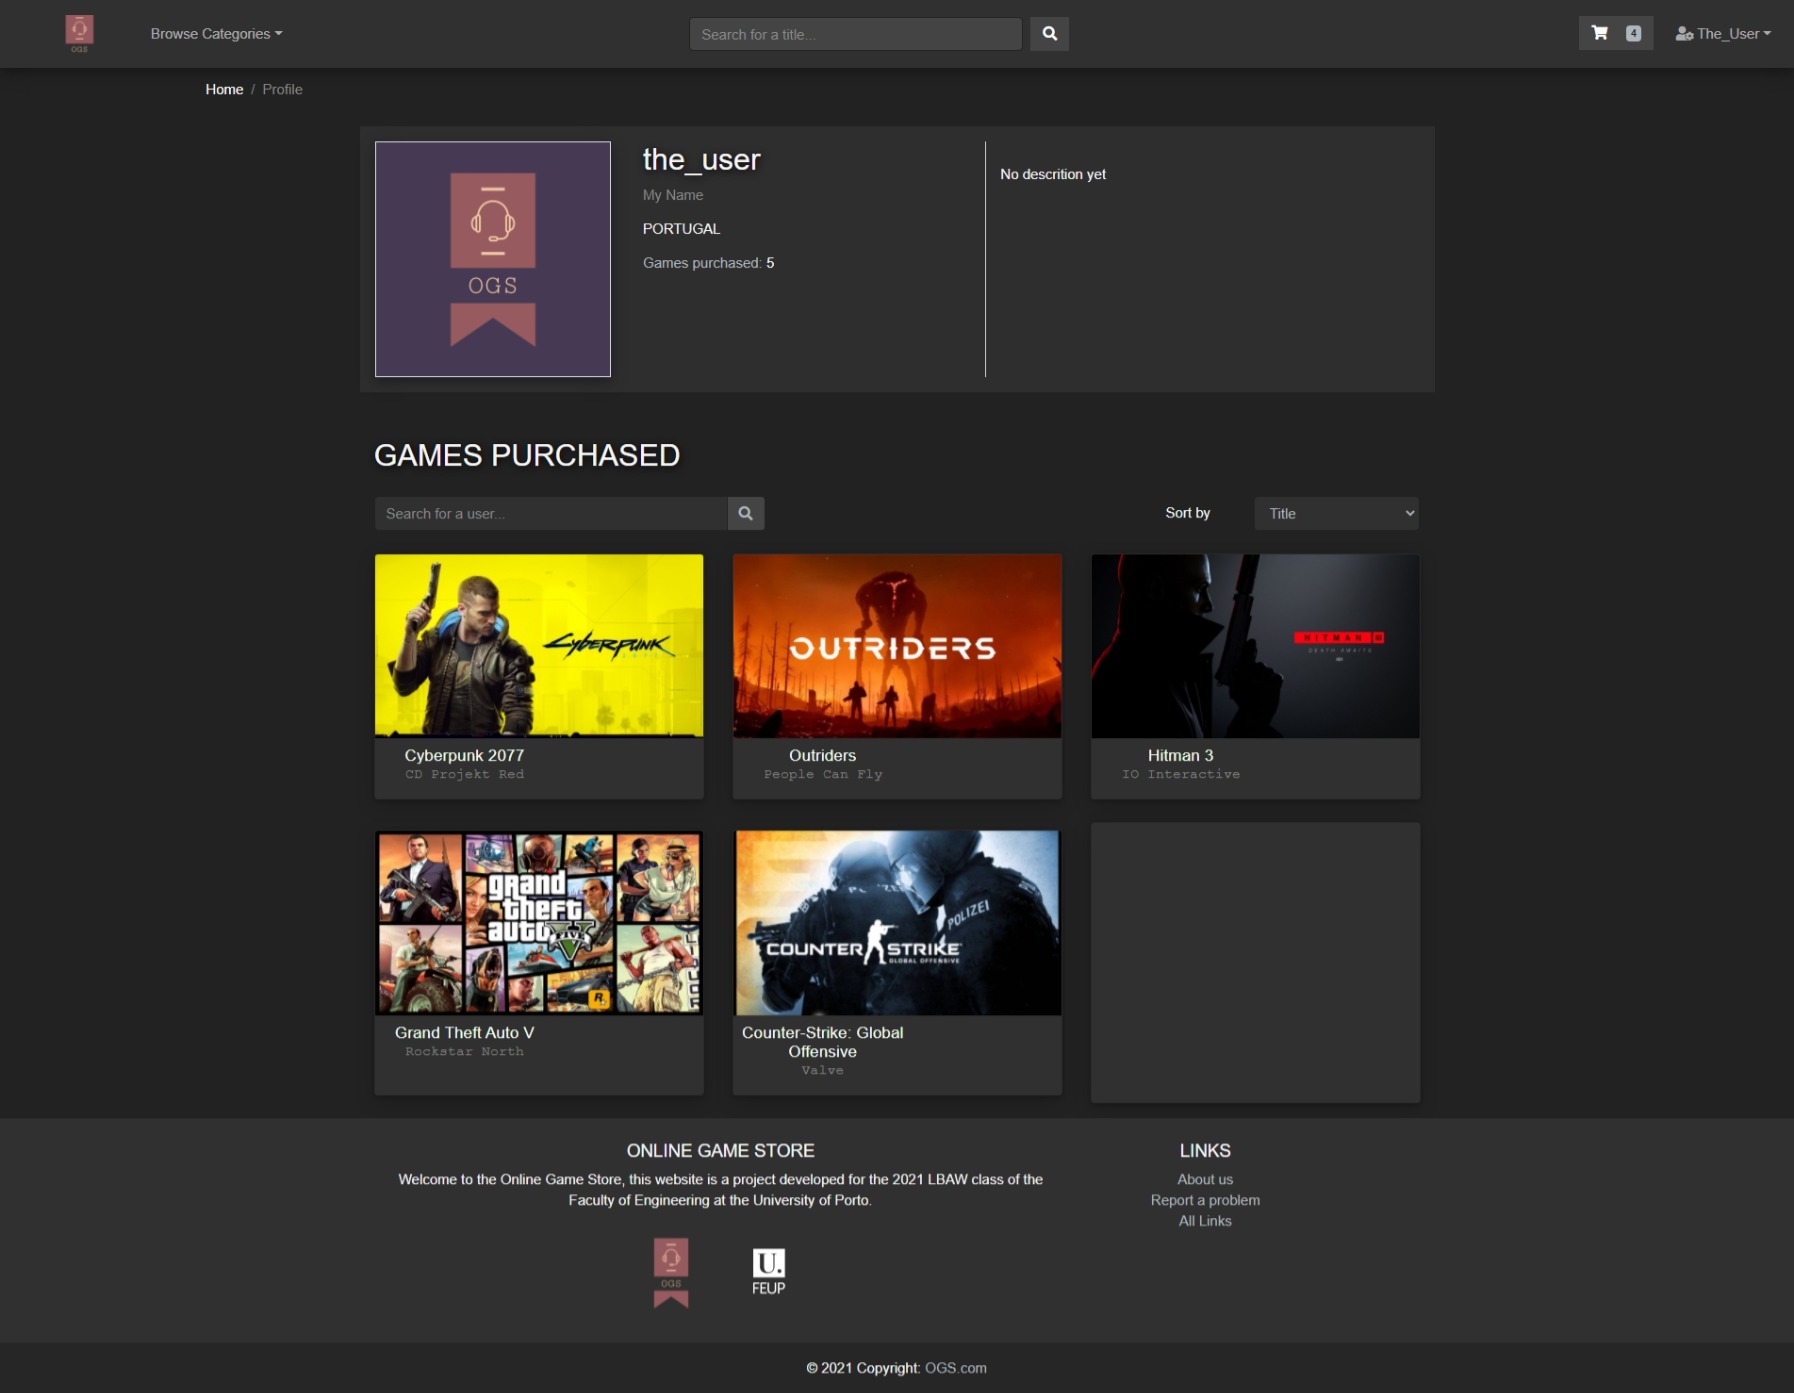 OGS
Browse Categories
Search for a title...
4
The_User
Home / Profile
OGS
the_user
My Name
PORTUGAL
Games purchased: 5
No descrition yet
GAMES PURCHASED
Search for a user...
Sort by
Title
CYBERPUNK
OUTRIDERS
HITMAN III
DEATH AWAITS
Cyberpunk 2077
CD Projekt Red
Outriders
People Can Fly
Hitman 3
IO Interactive
grand
theft
auto V
FIVE
R
POLIZEI
COUNTER STRIKE
GLOBAL OFFENSIVE
Grand Theft Auto V
Rockstar North
Counter-Strike: Global
Offensive
Valve
ONLINE GAME STORE
Welcome to the Online Game Store, this website is a project developed for the 2021 LBAW class of the
Faculty of Engineering at the University of Porto.
OGS
U.
FEUP
LINKS
About us
Report a problem
All Links
© 2021 Copyright: OGS.com